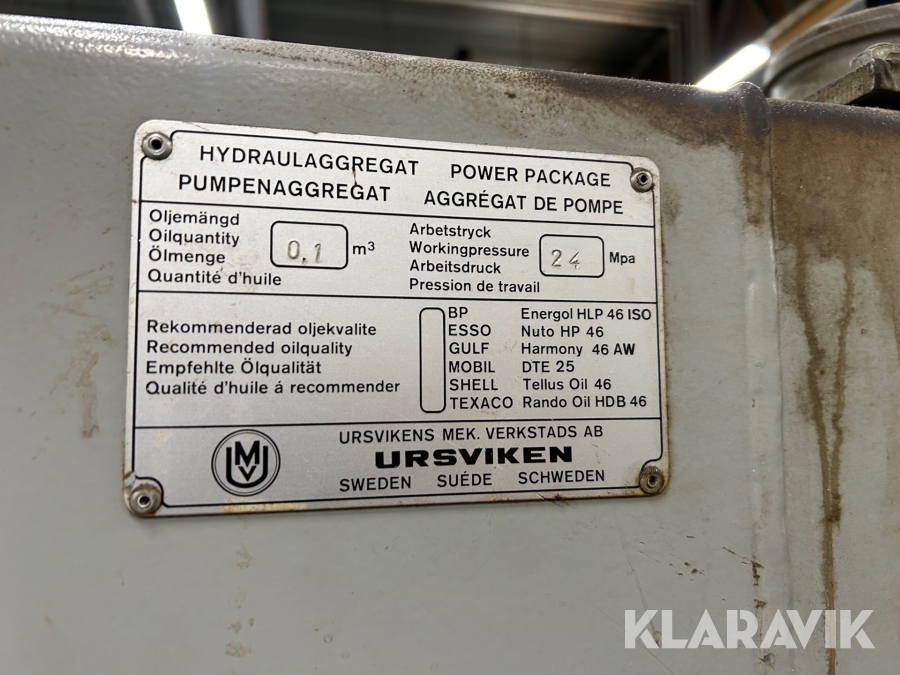 HYDRAULAGGREGAT POWER PACKAGE
PUMPENAGGREGAT AGGRÉGAT DE POMPE
Oljemängd
Oilquantity
Ölmenge
Quantité d'huile
0,1 m³
Arbetstryck
Workingpressure
Arbeitsdruck
Pression de travail
24 Mpa
Rekommenderad oljekvalite
Recommended oilquality
Empfehlte Ölqualität
Qualité d'huile á recommender
BP Energol HLP 46 ISO
ESSO Nuto HP 46
GULF Harmony 46 AW
MOBIL DTE 25
SHELL Tellus Oil 46
TEXACO Rando Oil HDB 46
UMV
URSVIKENS MEK. VERKSTADS AB
URSVIKEN
SWEDEN SUÉDE SCHWEDEN
KLARAVIK